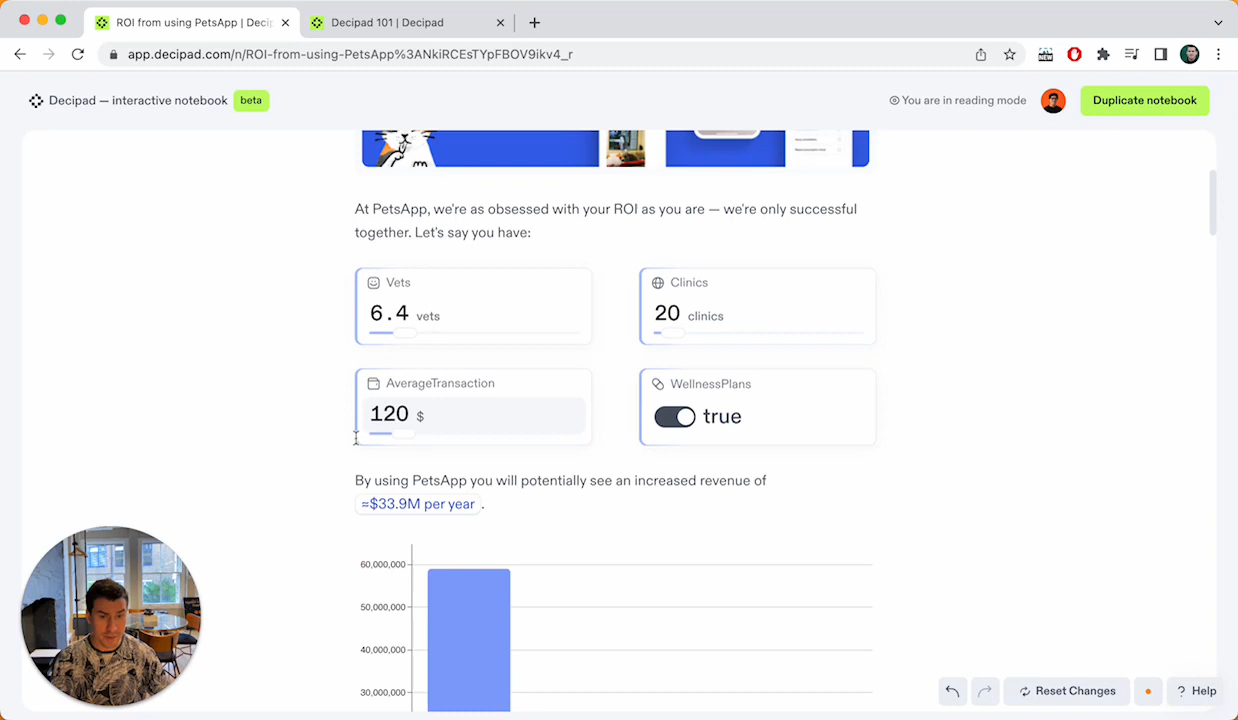 ROI from using PetsApp | Decip
Decipad 101 | Decipad
app.decipad.com/n/ROI-from-using-PetsApp%3ANkiRCEsTYpFBOV9ikv4_r
NEW
Decipad — interactive notebook beta
You are in reading mode
Duplicate notebook
At PetsApp, we're as obsessed with your ROI as you are — we're only successful
together. Let's say you have:
Vets
6.4 vets
Clinics
20 clinics
AverageTransaction
120 $
WellnessPlans
true
By using PetsApp you will potentially see an increased revenue of
≈$33.9M per year .
60,000,000
50,000,000
40,000,000
30,000,000
Reset Changes
? Help